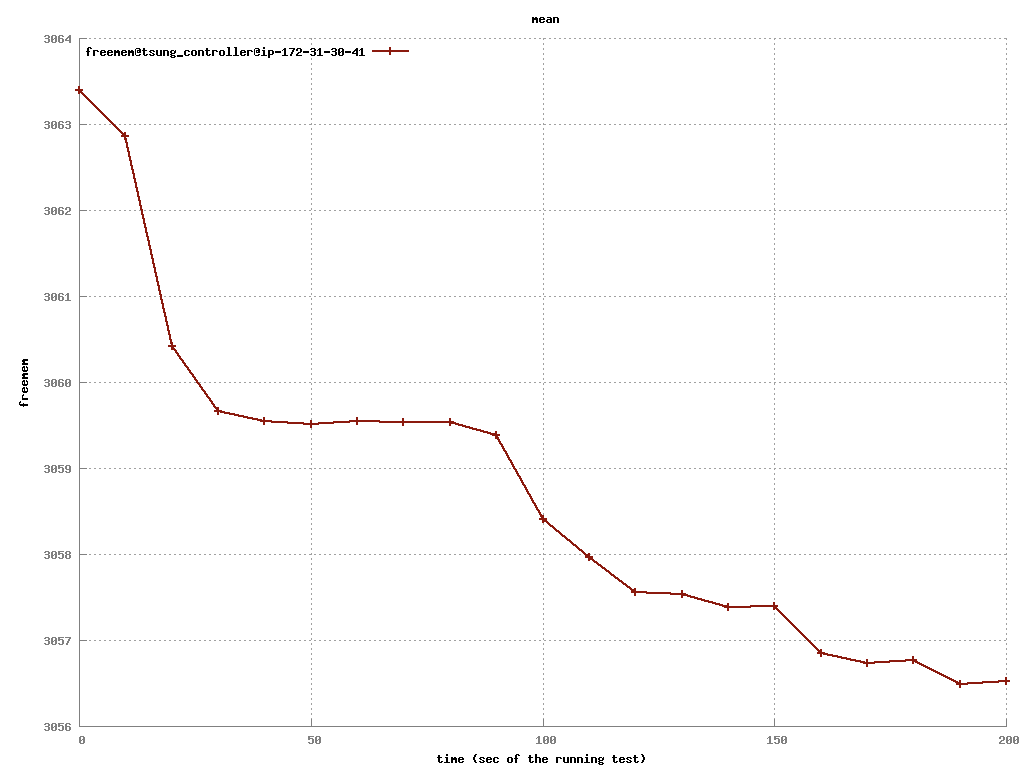 mean
3064
freemem@tsung_controller@ip-172-31-30-41
3063
3062
3061
3060
3059
3058
3057
3056
freemem
0 50 100 150 200
time (sec of the running test)